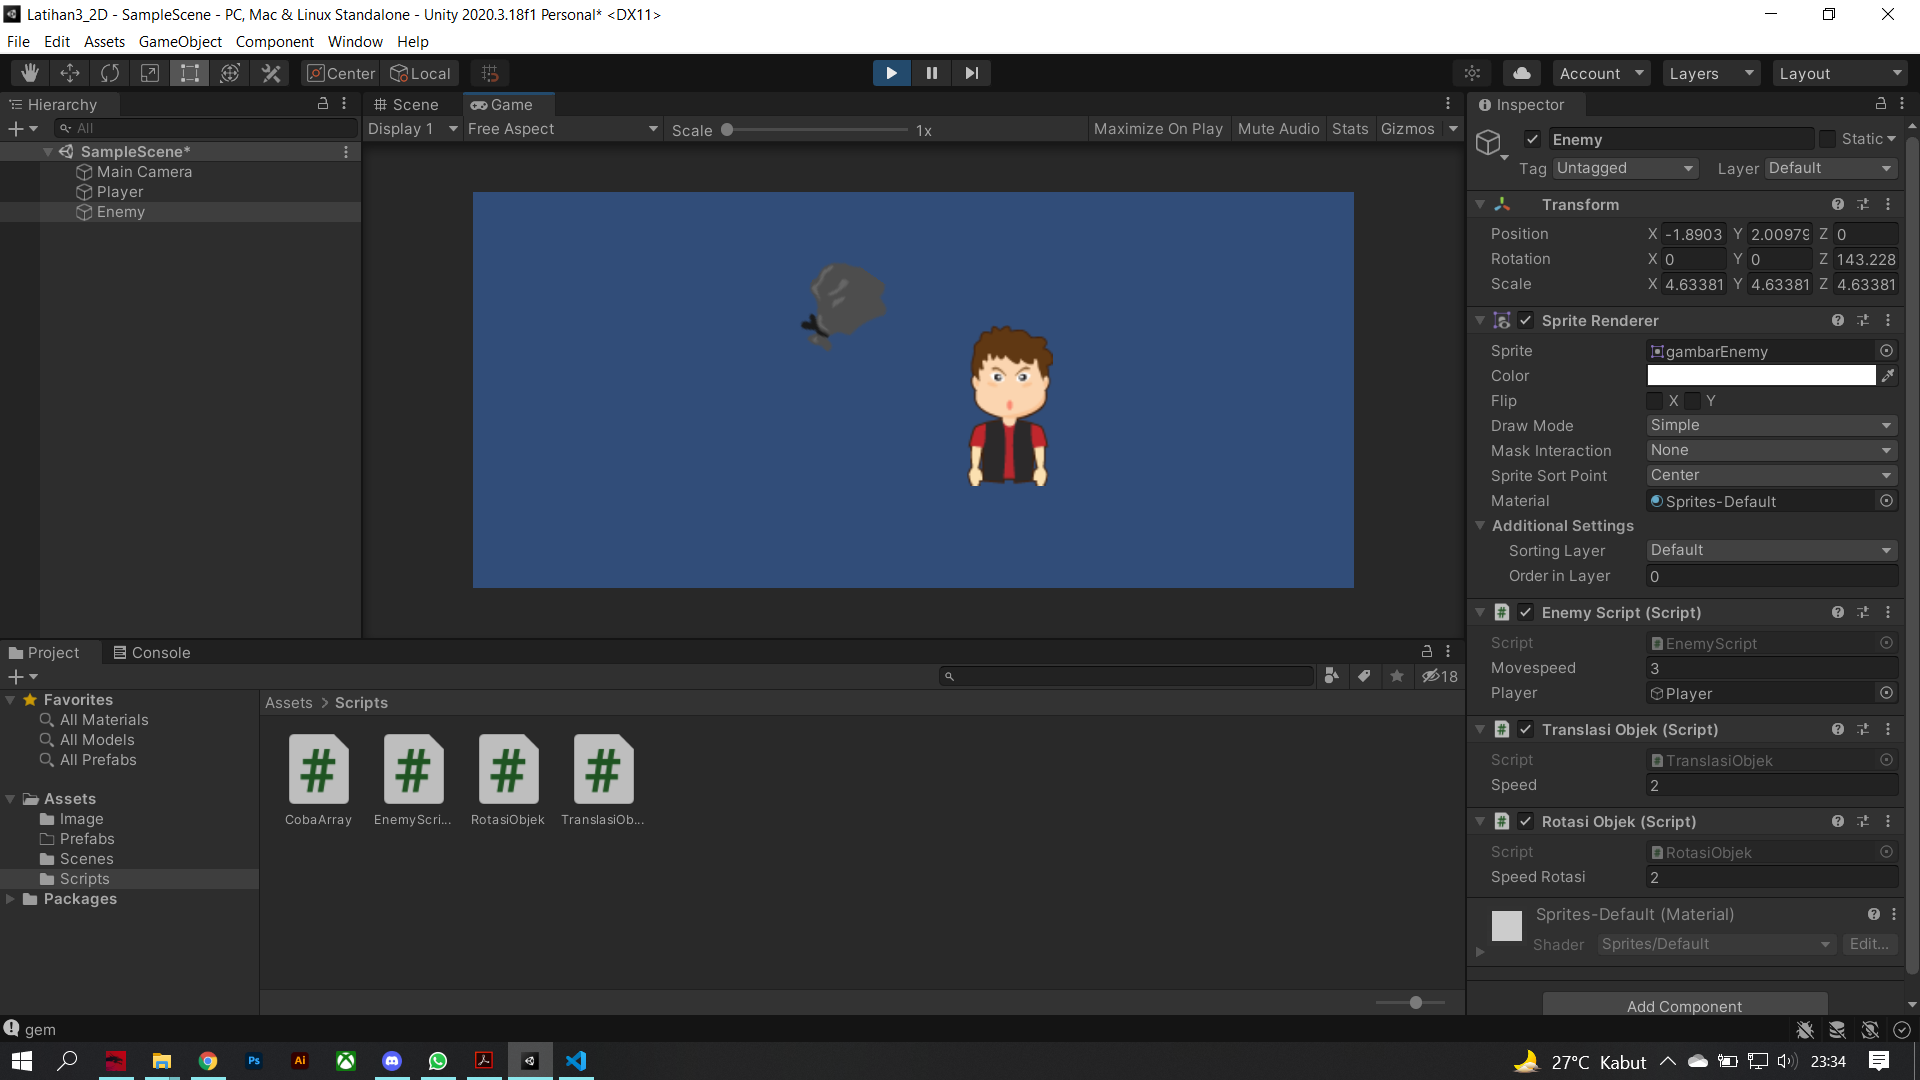 Latihan3_2D - SampleScene - PC, Mac & Linux Standalone - Unity 2020.3.18f1 Personal* <DX11>
File Edit Assets GameObject Component Window Help
Center Local Account Layers Layout
Hierarchy
All
SampleScene*
Main Camera
Player
Enemy
Scene Game
Display 1 Free Aspect Scale 1x Maximize On Play Mute Audio Stats Gizmos
Inspector
Enemy Static
Tag Untagged Layer Default
Transform
Position X -1.8903 Y 2.00979 Z 0
Rotation X 0 Y 0 Z 143.228
Scale X 4.63381 Y 4.63381 Z 4.63381
Sprite Renderer
Sprite gambarEnemy
Color
Flip X Y
Draw Mode Simple
Mask Interaction None
Sprite Sort Point Center
Material Sprites-Default
Additional Settings
Sorting Layer Default
Order in Layer 0
Enemy Script (Script)
Script EnemyScript
Movespeed 3
Player Player
Translasi Objek (Script)
Script TranslasiObjek
Speed 2
Rotasi Objek (Script)
Script RotasiObjek
Speed Rotasi 2
Sprites-Default (Material)
Shader Sprites/Default Edit...
Add Component
Project Console
18
Favorites
All Materials
All Models
All Prefabs
Assets
Image
Prefabs
Scenes
Scripts
Packages
Assets > Scripts
CobaArray EnemyScri... RotasiObjek TranslasiOb...
gem
Ps Ai
27°C Kabut 23:34